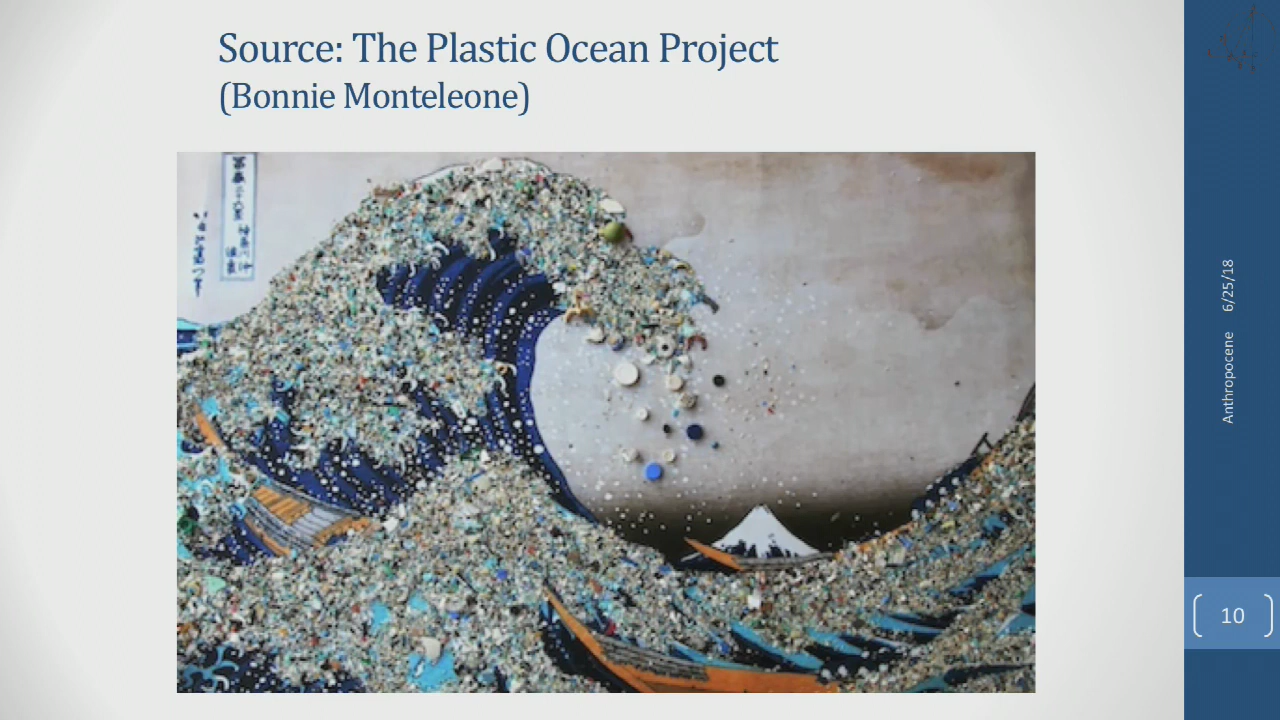 Source: The Plastic Ocean Project
(Bonnie Monteleone)
Anthropocene 6/25/18
10